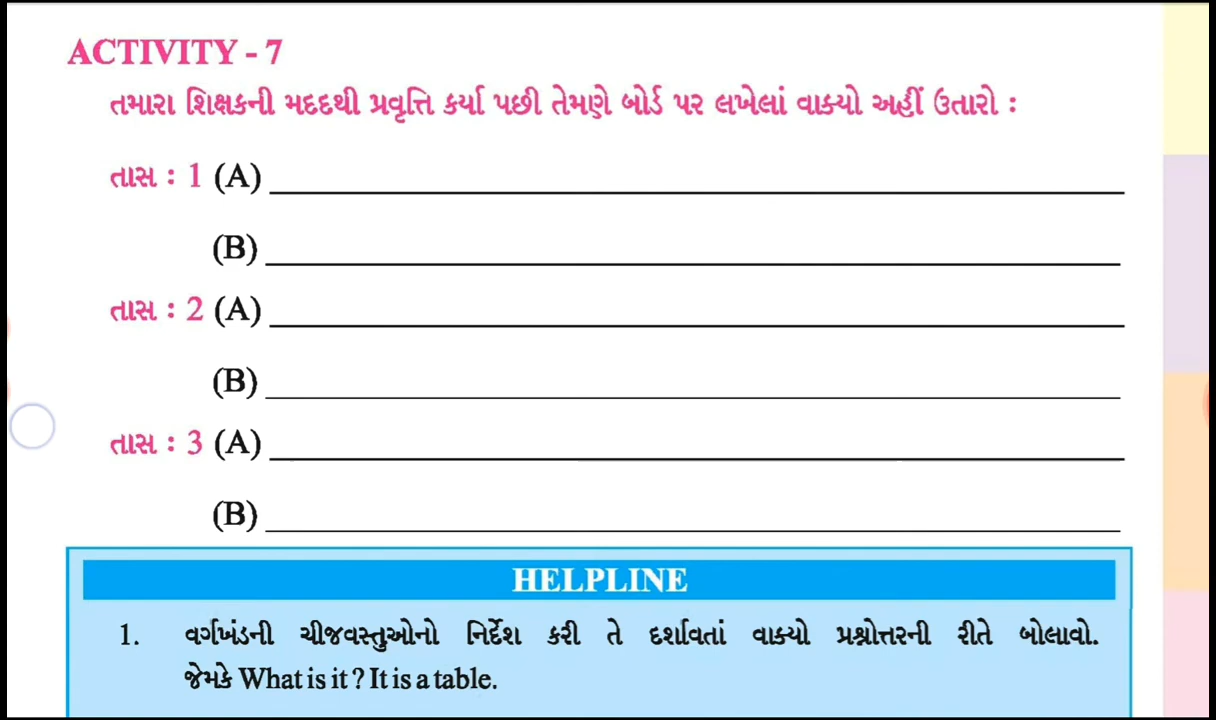 ACTIVITY - 7
તમારા શિક્ષકની મદદથી પ્રવૃત્તિ કર્યા પછી તેમણે બોર્ડ પર લખેલાં વાક્યો અહીં ઉતારો :
તાસ : 1 (A)
(B)
તાસ : 2 (A)
(B)
તાસ : 3 (A)
(B)
HELPLINE
1. વર્ગખંડની ચીજવસ્તુઓનો નિર્દેશ કરી તે દર્શાવતાં વાક્યો પ્રશ્નોત્તરની રીતે બોલાવો.
જેમકે What is it ? It is a table.